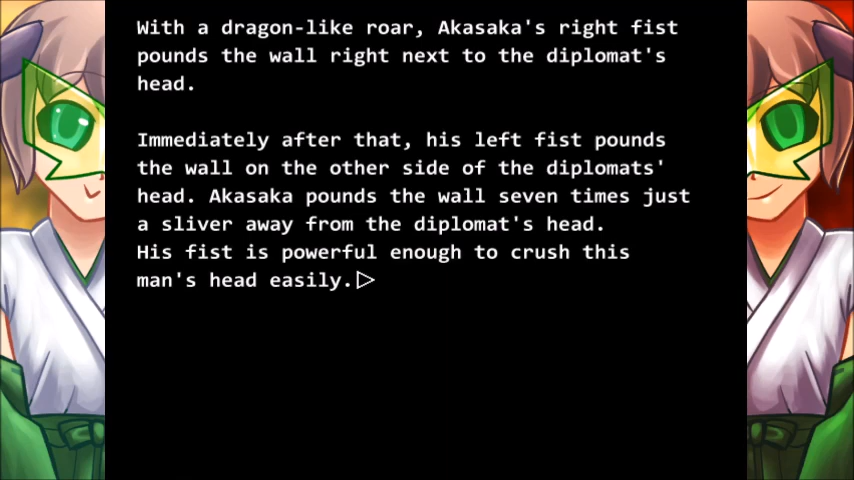 With a dragon-like roar, Akasaka's right fist
pounds the wall right next to the diplomat's
head.
Immediately after that, his left fist pounds
the wall on the other side of the diplomats'
head. Akasaka pounds the wall seven times just
a sliver away from the diplomat's head.
His fist is powerful enough to crush this
man's head easily.